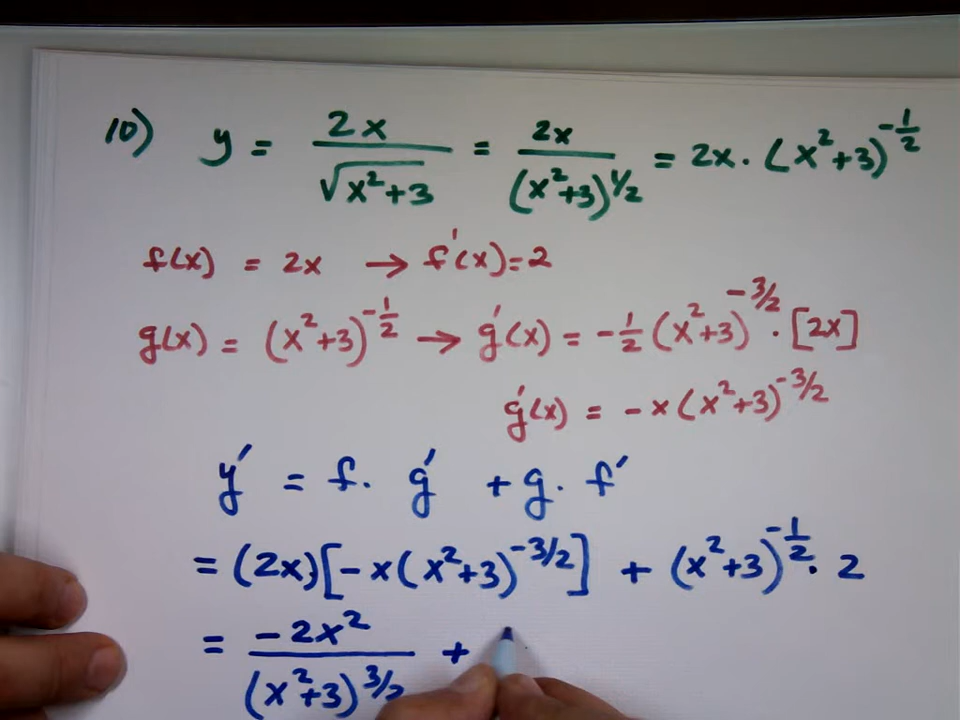 10) y = 2x / √x²+3 = 2x / (x²+3)^1/2 = 2x · (x²+3)^-1/2
f(x) = 2x → f'(x)=2
g(x) = (x²+3)^-1/2 → g'(x) = -1/2 (x²+3)^-3/2 · [2x]
g'(x) = -x(x²+3)^-3/2
y' = f · g' + g · f'
= (2x)[-x(x²+3)^-3/2] + (x²+3)^-1/2 · 2
= -2x² / (x²+3)^3/2 +